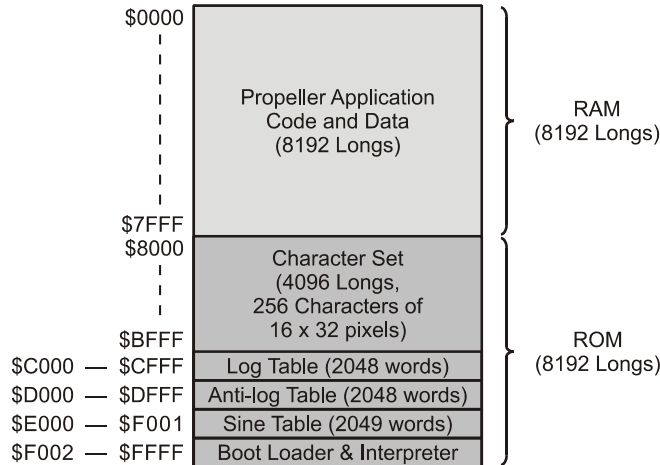 $0000
Propeller Application
Code and Data
(8192 Longs)
RAM
(8192 Longs)
$7FFF
$8000
Character Set
(4096 Longs,
256 Characters of
16 x 32 pixels)
$BFFF
ROM
(8192 Longs)
$C000 — $CFFF Log Table (2048 words)
$D000 — $DFFF Anti-log Table (2048 words)
$E000 — $F001 Sine Table (2049 words)
$F002 — $FFFF Boot Loader & Interpreter